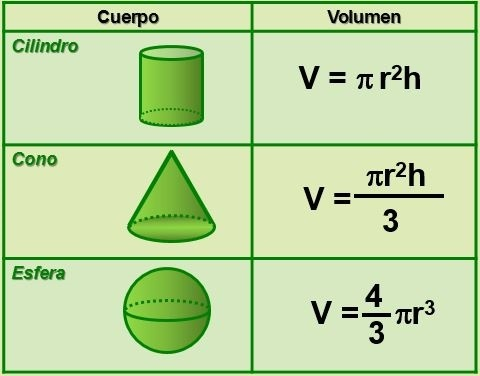 Cuerpo Volumen
Cilindro
V = π r²h
Cono
V = πr²h / 3
Esfera
V = 4/3 πr³